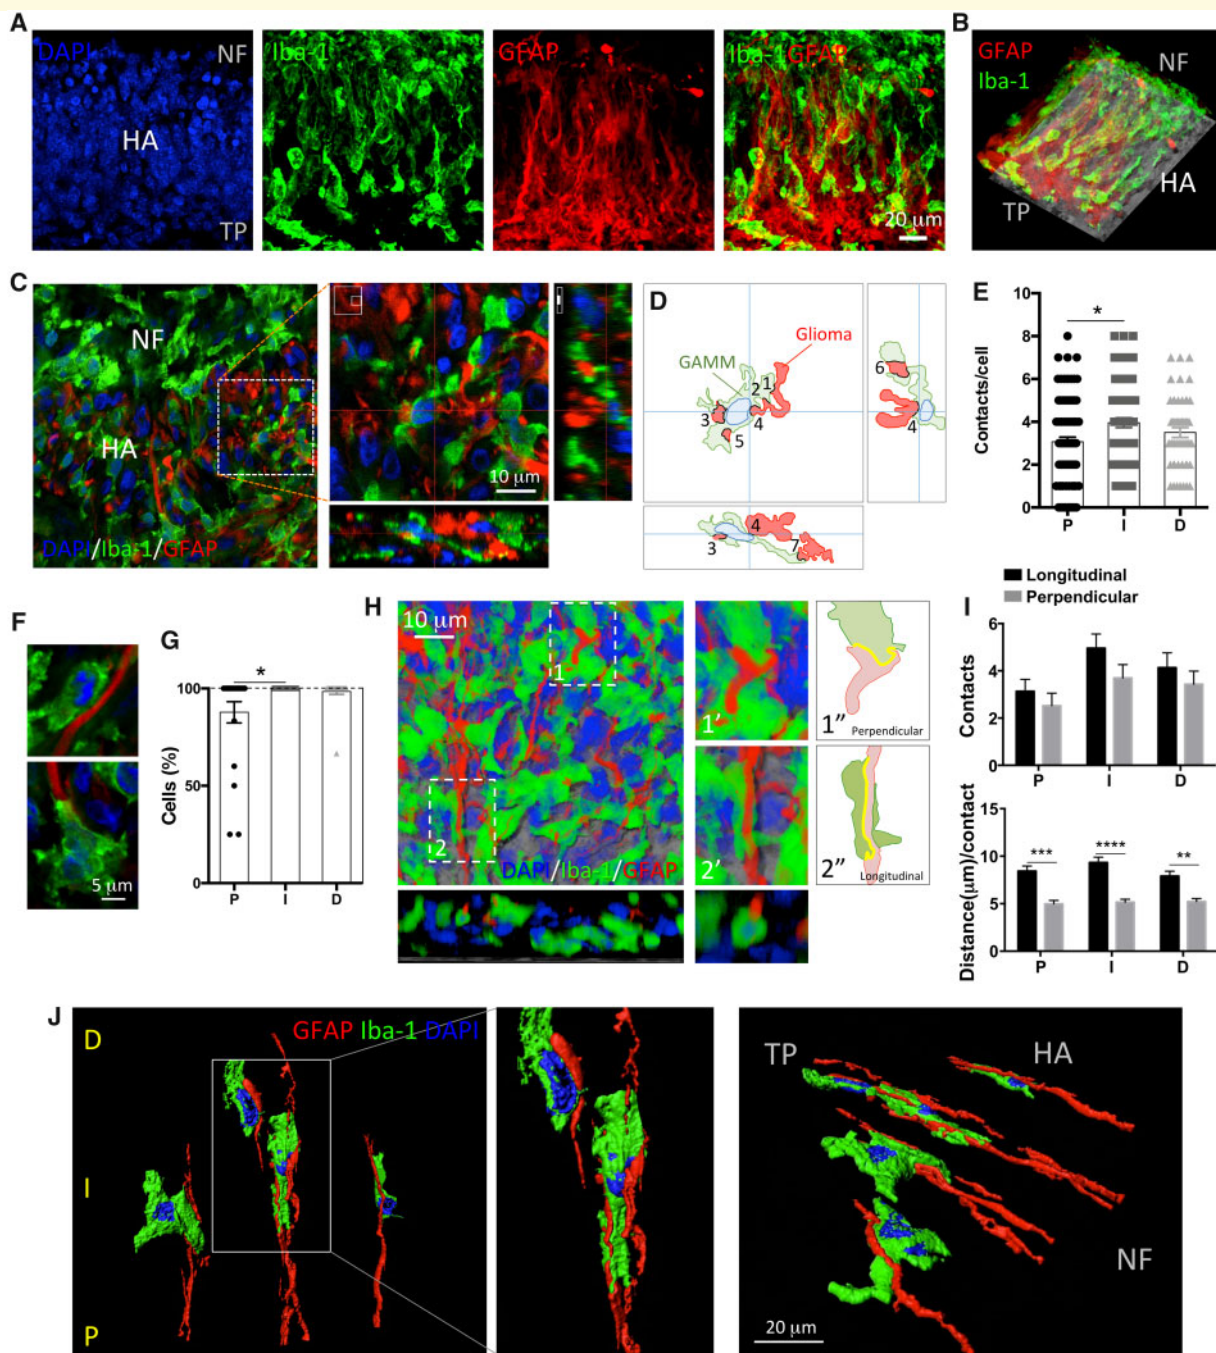 A
DAPI
NF
HA
TP
Iba-1
GFAP
Iba-1GFAP
20 μm
B
GFAP
Iba-1
NF
HA
TP
C
NF
HA
DAPI/Iba-1/GFAP
10 μm
D
Glioma
GAMM
1
2
3
4
5
6
4
4
3
7
E
Contacts/cell
10
8
6
4
2
0
*
P I D
F
5 μm
G
Cells (%)
100
50
0
*
P I D
H
10 μm
1
2
DAPI/Iba-1/GFAP
1'
1"
Perpendicular
2'
2"
Longitudinal
Longitudinal
Perpendicular
I
Contacts
6
4
2
0
P I D
Distance(μm)/contact
15
10
5
0
*** **** **
P I D
J
D
I
P
GFAP Iba-1 DAPI
TP
HA
NF
20 μm